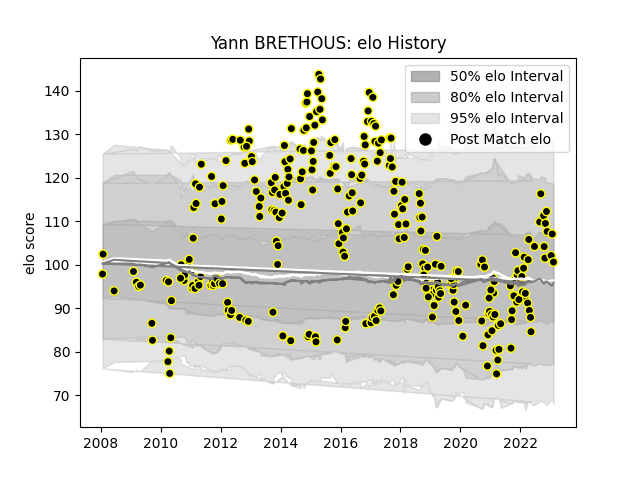 Yann BRETHOUS: elo History
50% elo Interval
80% elo Interval
95% elo Interval
Post Match elo
elo score
140
130
120
110
100
90
80
70
2008 2010 2012 2014 2016 2018 2020 2022